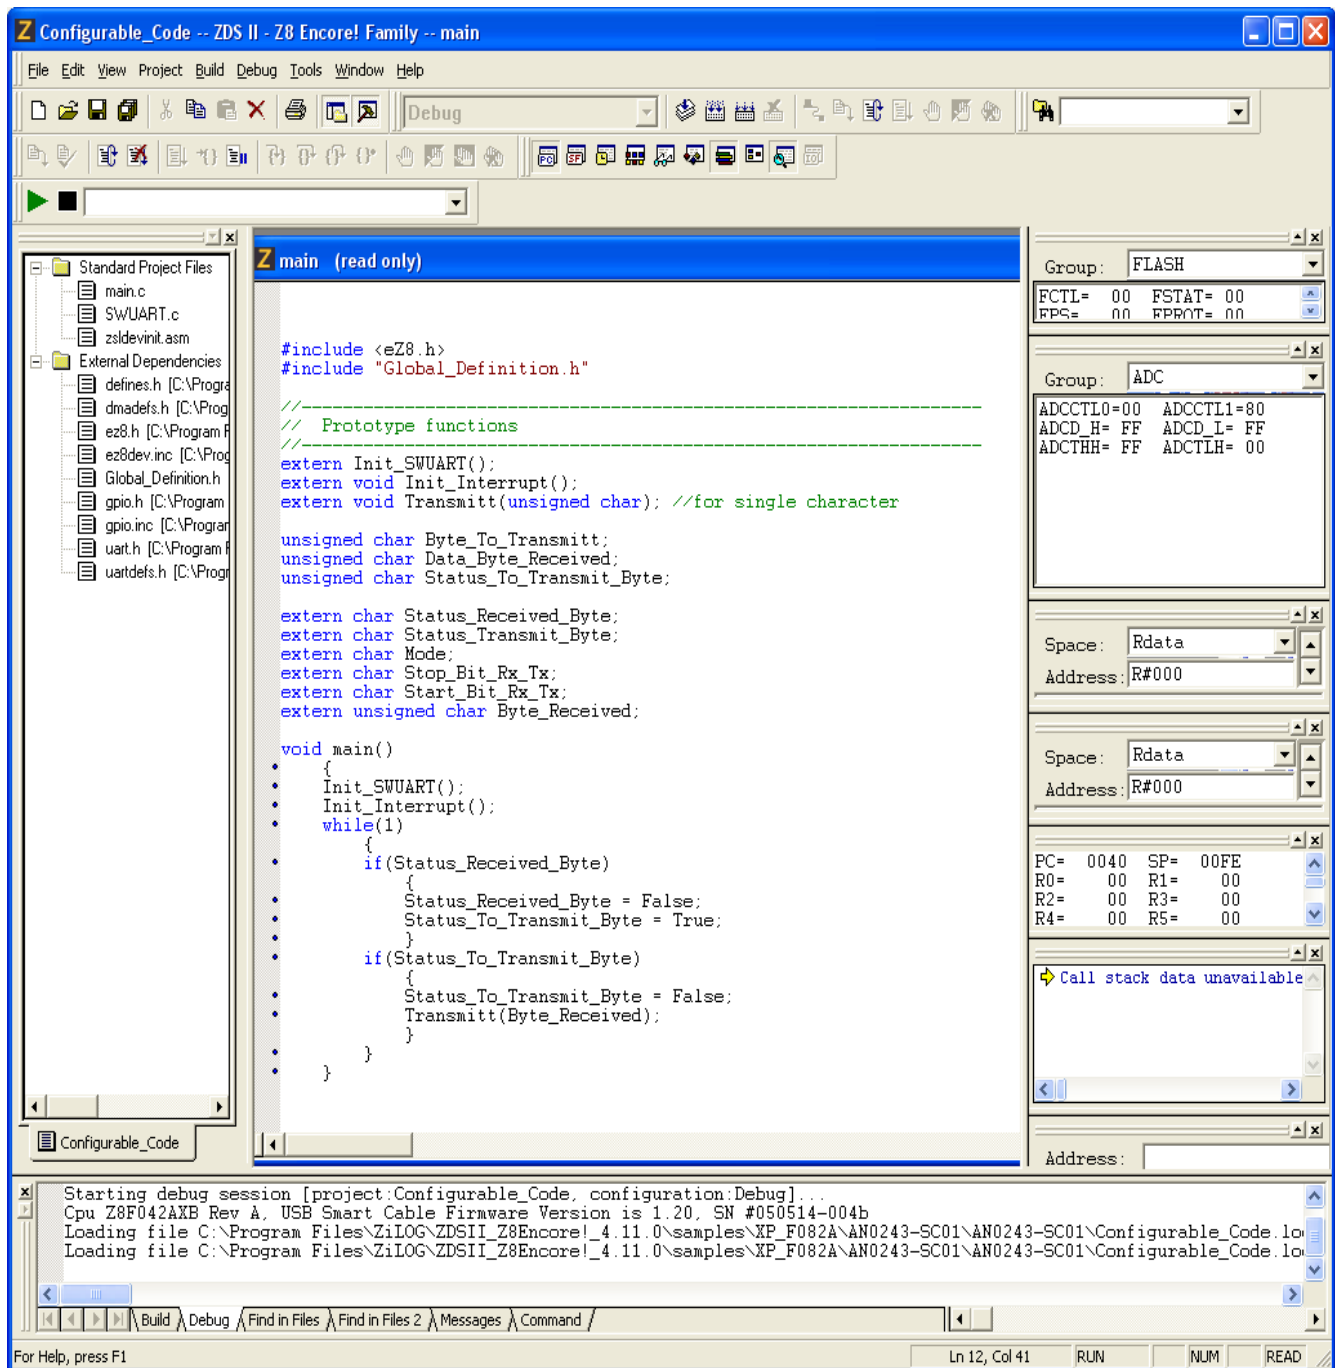 Configurable_Code -- ZDS II - Z8 Encore! Family -- main
File Edit View Project Build Debug Tools Window Help
Debug
Standard Project Files
main.c
SWUART.c
zsldevinit.asm
External Dependencies
defines.h [C:\Progra
dmadefs.h [C:\Prog
ez8.h [C:\Program F
ez8dev.inc [C:\Prog
Global_Definition.h
gpio.h [C:\Program
gpio.inc [C:\Progran
uart.h [C:\Program F
uartdefs.h [C:\Progr
Configurable_Code
main (read only)
#include <eZ8.h>
#include "Global_Definition.h"
//------------------------------------------------------------------
// Prototype functions
//------------------------------------------------------------------
extern Init_SWUART();
extern void Init_Interrupt();
extern void Transmitt(unsigned char); //for single character
unsigned char Byte_To_Transmitt;
unsigned char Data_Byte_Received;
unsigned char Status_To_Transmit_Byte;
extern char Status_Received_Byte;
extern char Status_Transmit_Byte;
extern char Mode;
extern char Stop_Bit_Rx_Tx;
extern char Start_Bit_Rx_Tx;
extern unsigned char Byte_Received;
void main()
{
Init_SWUART();
Init_Interrupt();
while(1)
{
if(Status_Received_Byte)
{
Status_Received_Byte = False;
Status_To_Transmit_Byte = True;
}
if(Status_To_Transmit_Byte)
{
Status_To_Transmit_Byte = False;
Transmitt(Byte_Received);
}
}
}
Group: FLASH
FCTL= 00 FSTAT= 00
FPS= 00 FPROT= 00
Group: ADC
ADCCTL0=00 ADCCTL1=80
ADCD_H= FF ADCD_L= FF
ADCTHH= FF ADCTLH= 00
Space: Rdata
Address: R#000
Space: Rdata
Address: R#000
PC= 0040 SP= 00FE
R0= 00 R1= 00
R2= 00 R3= 00
R4= 00 R5= 00
Call stack data unavailable
Address:
Starting debug session [project:Configurable_Code, configuration:Debug]...
Cpu Z8F042AXB Rev A, USB Smart Cable Firmware Version is 1.20, SN #050514-004b
Loading file C:\Program Files\ZiLOG\ZDSII_Z8Encore!_4.11.0\samples\XP_F082A\AN0243-SC01\AN0243-SC01\Configurable_Code.lo
Loading file C:\Program Files\ZiLOG\ZDSII_Z8Encore!_4.11.0\samples\XP_F082A\AN0243-SC01\AN0243-SC01\Configurable_Code.lo
Build Debug Find in Files Find in Files 2 Messages Command
For Help, press F1 Ln 12, Col 41 RUN NUM READ